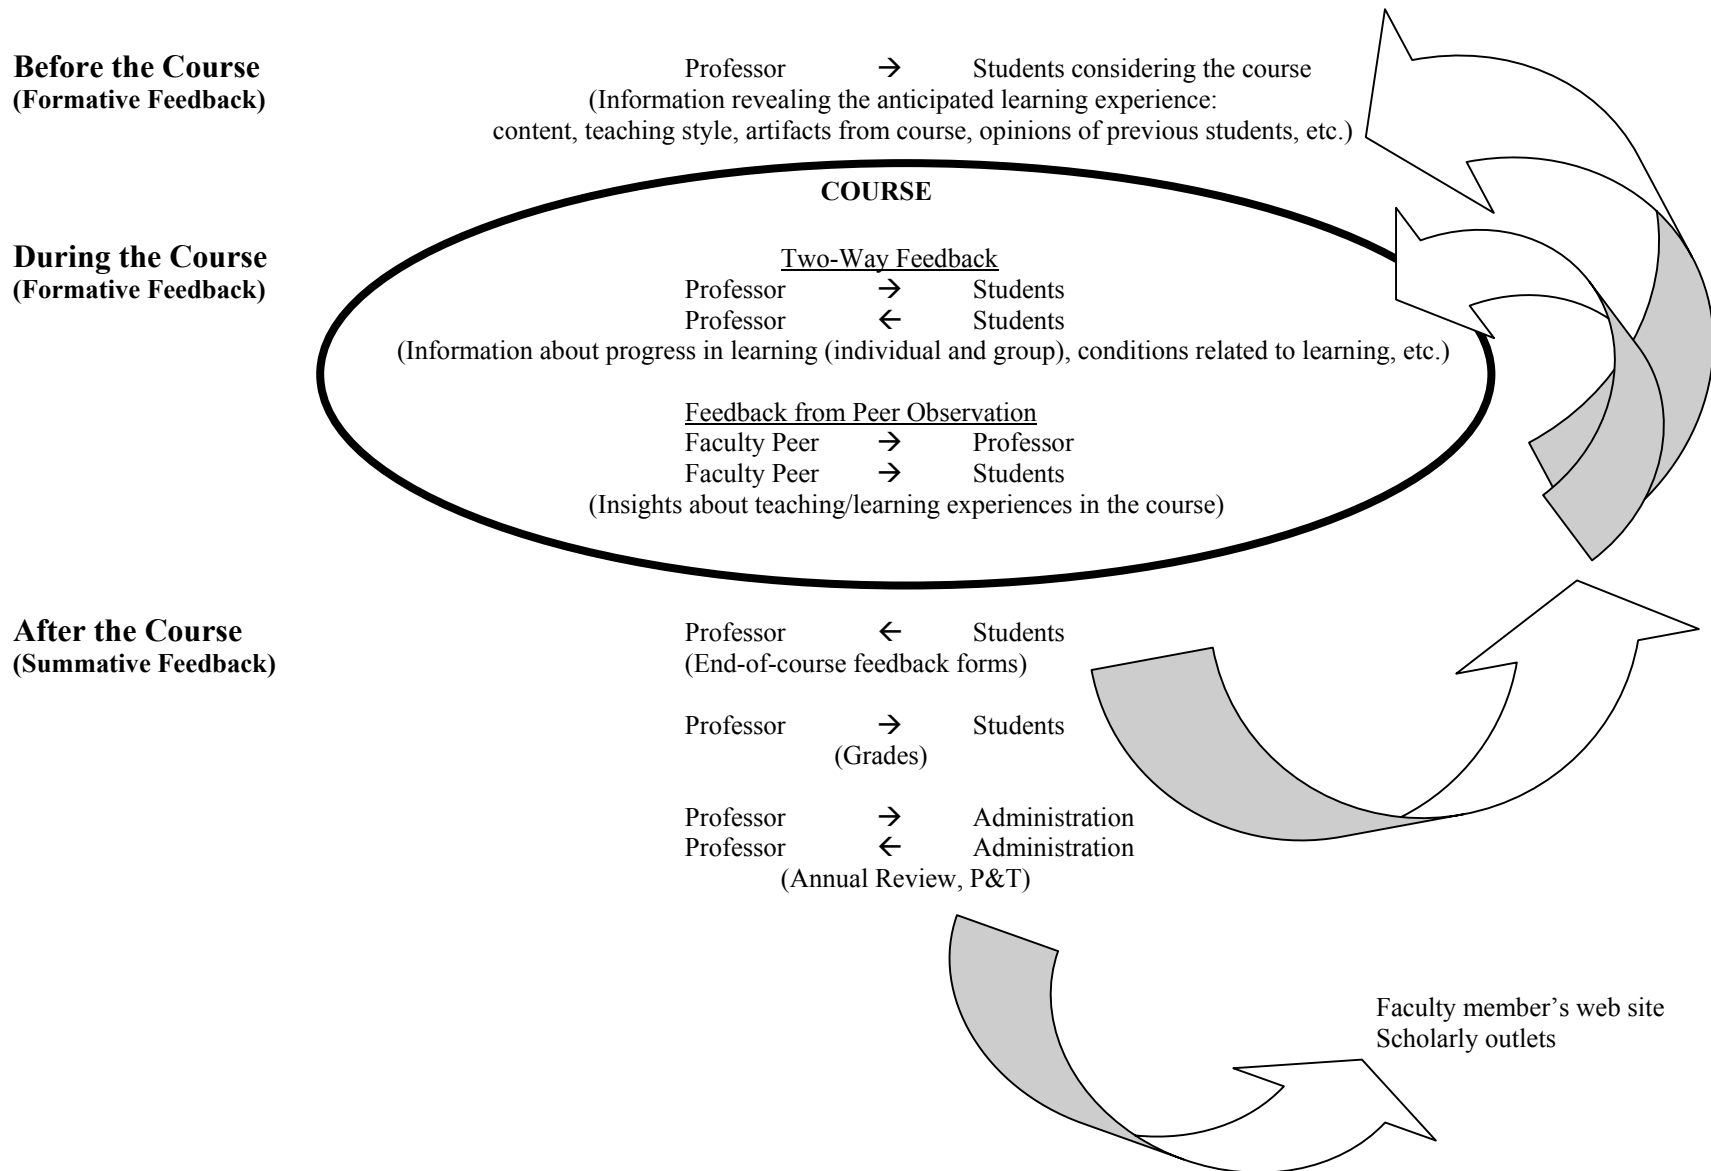 Before the Course
(Formative Feedback)
Professor → Students considering the course
(Information revealing the anticipated learning experience:
content, teaching style, artifacts from course, opinions of previous students, etc.)
COURSE
During the Course
(Formative Feedback)
Two-Way Feedback
Professor → Students
Professor ← Students
(Information about progress in learning (individual and group), conditions related to learning, etc.)
Feedback from Peer Observation
Faculty Peer → Professor
Faculty Peer → Students
(Insights about teaching/learning experiences in the course)
After the Course
(Summative Feedback)
Professor ← Students
(End-of-course feedback forms)
Professor → Students
(Grades)
Professor → Administration
Professor ← Administration
(Annual Review, P&T)
Faculty member’s web site
Scholarly outlets